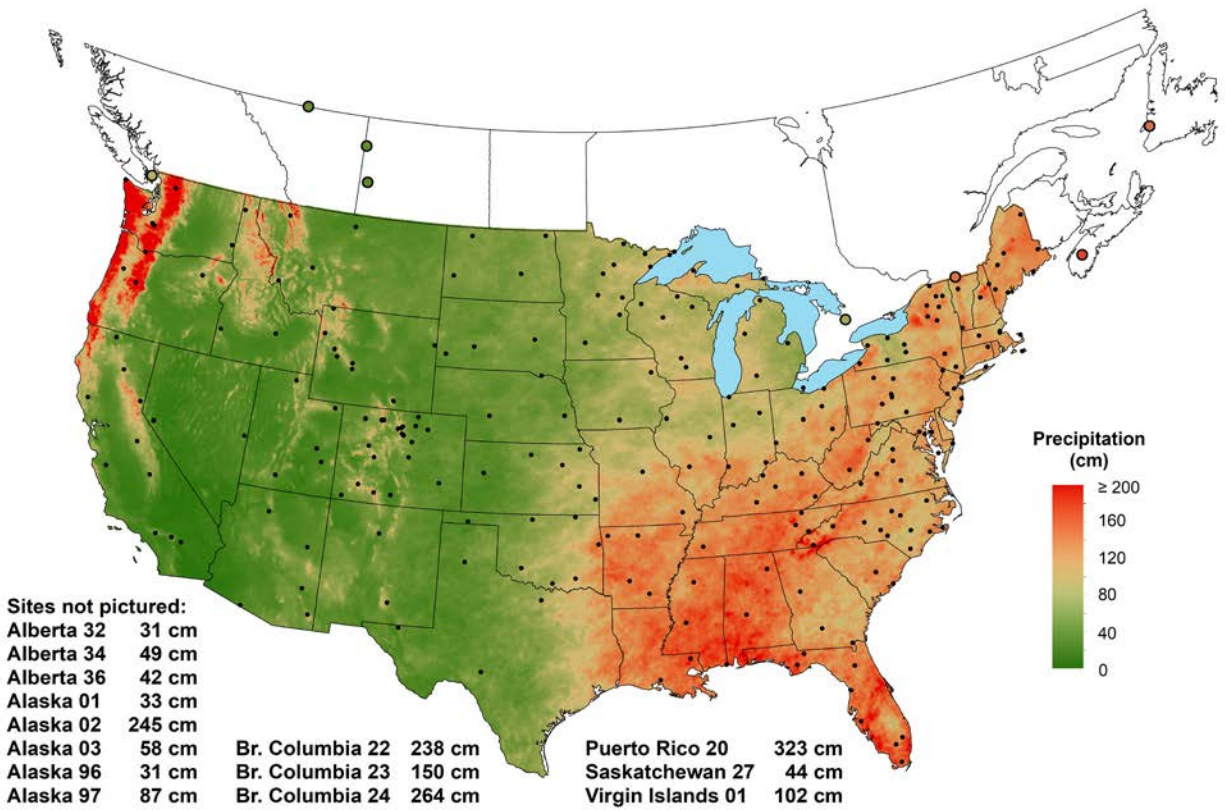 Precipitation
(cm)
≥ 200
160
120
80
40
0
Sites not pictured:
Alberta 32 31 cm
Alberta 34 49 cm
Alberta 36 42 cm
Alaska 01 33 cm
Alaska 02 245 cm
Alaska 03 58 cm
Alaska 96 31 cm
Alaska 97 87 cm
Br. Columbia 22 238 cm
Br. Columbia 23 150 cm
Br. Columbia 24 264 cm
Puerto Rico 20 323 cm
Saskatchewan 27 44 cm
Virgin Islands 01 102 cm